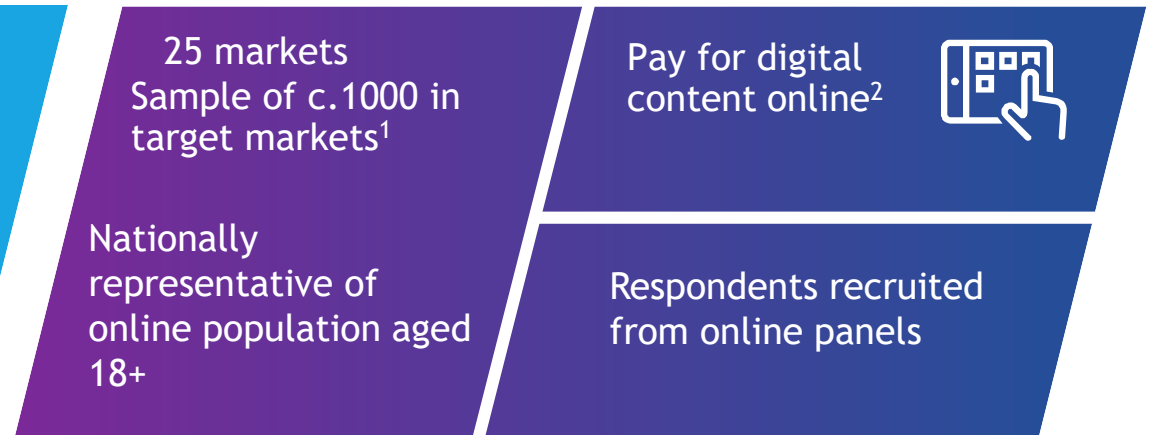 25 markets
Sample of c.1000 in
target markets¹
Nationally
representative of
online population aged
18+
Pay for digital
content online²
Respondents recruited
from online panels